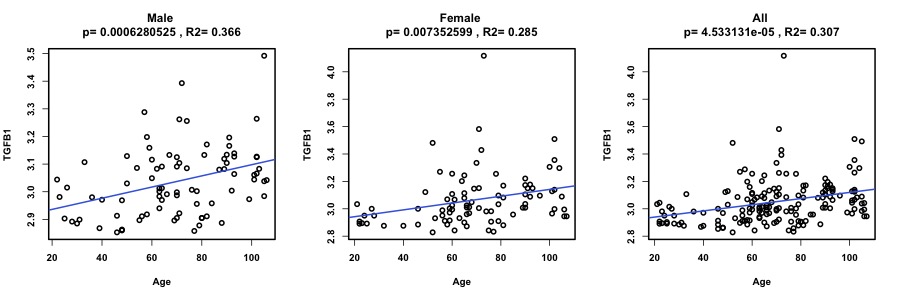 Male
p= 0.0006280525 , R2= 0.366
TGFB1
3.5
3.4
3.3
3.2
3.1
3.0
2.9
20 40 60 80 100
Age
Female
p= 0.007352599 , R2= 0.285
TGFB1
4.0
3.8
3.6
3.4
3.2
3.0
2.8
20 40 60 80 100
Age
All
p= 4.533131e-05 , R2= 0.307
TGFB1
4.0
3.8
3.6
3.4
3.2
3.0
2.8
20 40 60 80 100
Age